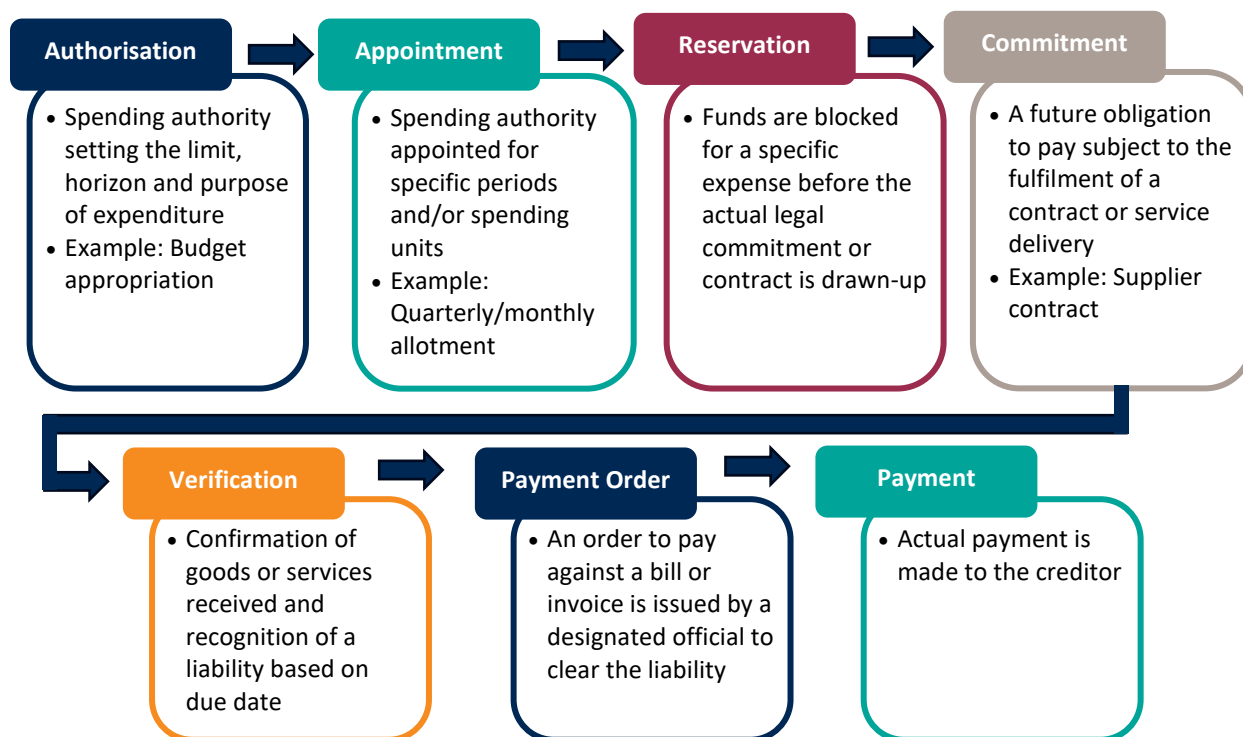 Authorisation
• Spending authority
setting the limit,
horizon and purpose
of expenditure
• Example: Budget
appropriation
Appointment
• Spending authority
appointed for
specific periods
and/or spending
units
• Example:
Quarterly/monthly
allotment
Reservation
• Funds are blocked
for a specific
expense before the
actual legal
commitment or
contract is drawn-up
Commitment
• A future obligation
to pay subject to the
fulfilment of a
contract or service
delivery
• Example: Supplier
contract
Verification
• Confirmation of
goods or services
received and
recognition of a
liability based on
due date
Payment Order
• An order to pay
against a bill or
invoice is issued by a
designated official to
clear the liability
Payment
• Actual payment is
made to the creditor